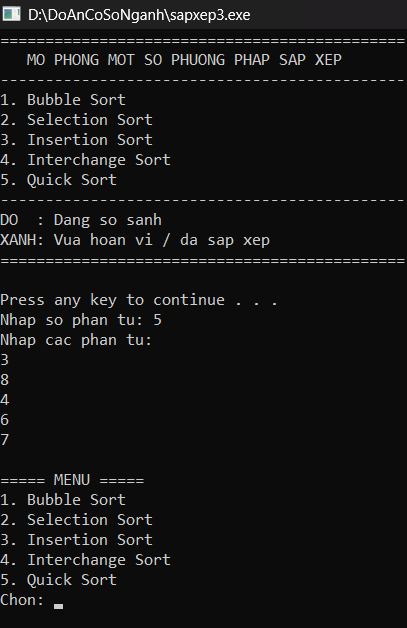 D:\DoAnCoSoNganh\sapxep3.exe
=============================================
MO PHONG MOT SO PHUONG PHAP SAP XEP
---------------------------------------------
1. Bubble Sort
2. Selection Sort
3. Insertion Sort
4. Interchange Sort
5. Quick Sort
---------------------------------------------
DO  : Dang so sanh
XANH: Vua hoan vi / da sap xep
=============================================
Press any key to continue . . .
Nhap so phan tu: 5
Nhap cac phan tu:
3
8
4
6
7
===== MENU =====
1. Bubble Sort
2. Selection Sort
3. Insertion Sort
4. Interchange Sort
5. Quick Sort
Chon: